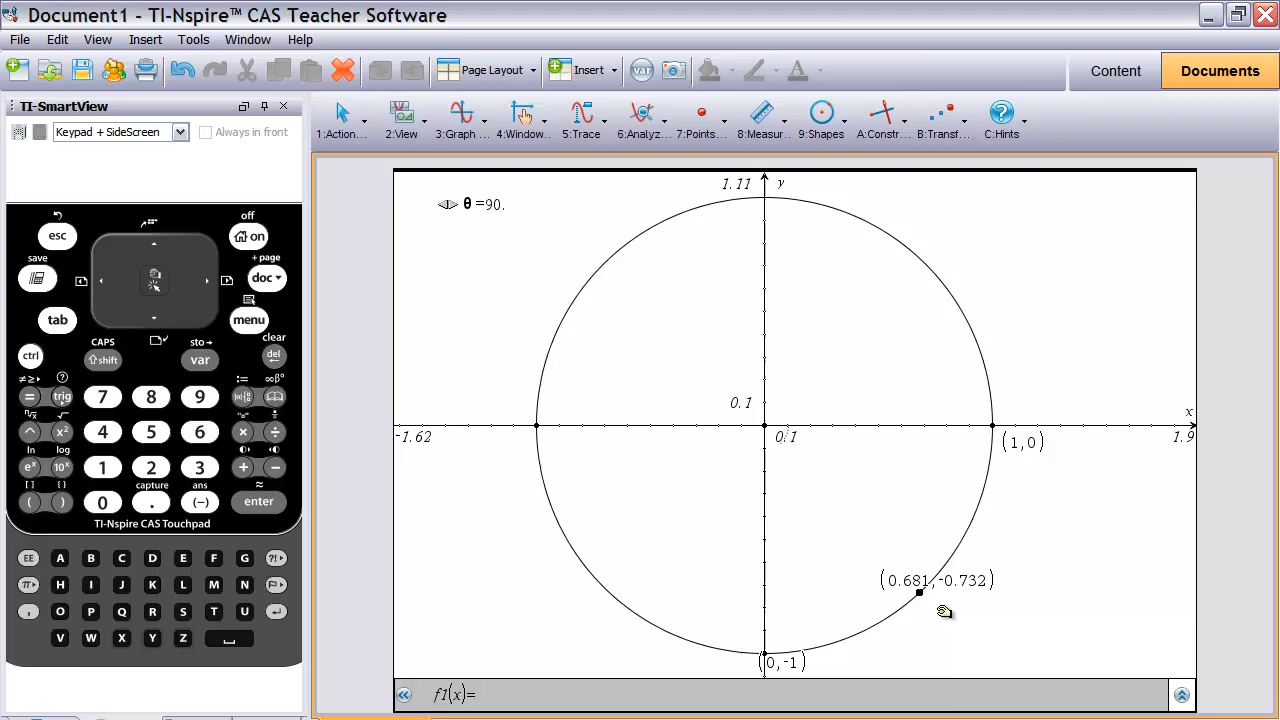 Document1 - TI-Nspire™ CAS Teacher Software
File Edit View Insert Tools Window Help
Page Layout Insert var A Content Documents
TI-SmartView
Keypad + SideScreen Always in front
1:Action... 2:View 3:Graph ... 4:Window... 5:Trace 6:Analyz... 7:Points... 8:Measur... 9:Shapes A:Constr... B:Transf... C:Hints
θ =90.
1.11 y
0.1
-1.62 0.1 x 1.9
(1,0)
(0.681,-0.732)
(0,-1)
f1(x)=
off
esc on
save + page
doc
tab menu
CAPS sto→ clear
ctrl shift var del
≠≥▸ ? := ∞β°
= trig 7 8 9
ⁿ√x √
^ x² 4 5 6 × ÷
ln log
eˣ 10ˣ 1 2 3 + −
[ ] { } capture ans ≈
( ) 0 . (−) enter
TI-Nspire CAS Touchpad
EE A B C D E F G ?!▸
π▸ H I J K L M N
, O P Q R S T U
V W X Y Z